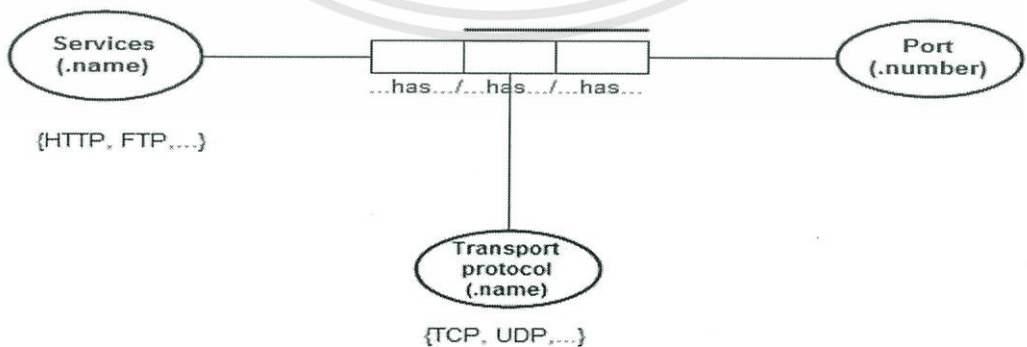 Services
(.name)
Port
(.number)
...has.../...has.../...has...
{HTTP, FTP,...}
Transport
protocol
(.name)
{TCP, UDP,...}